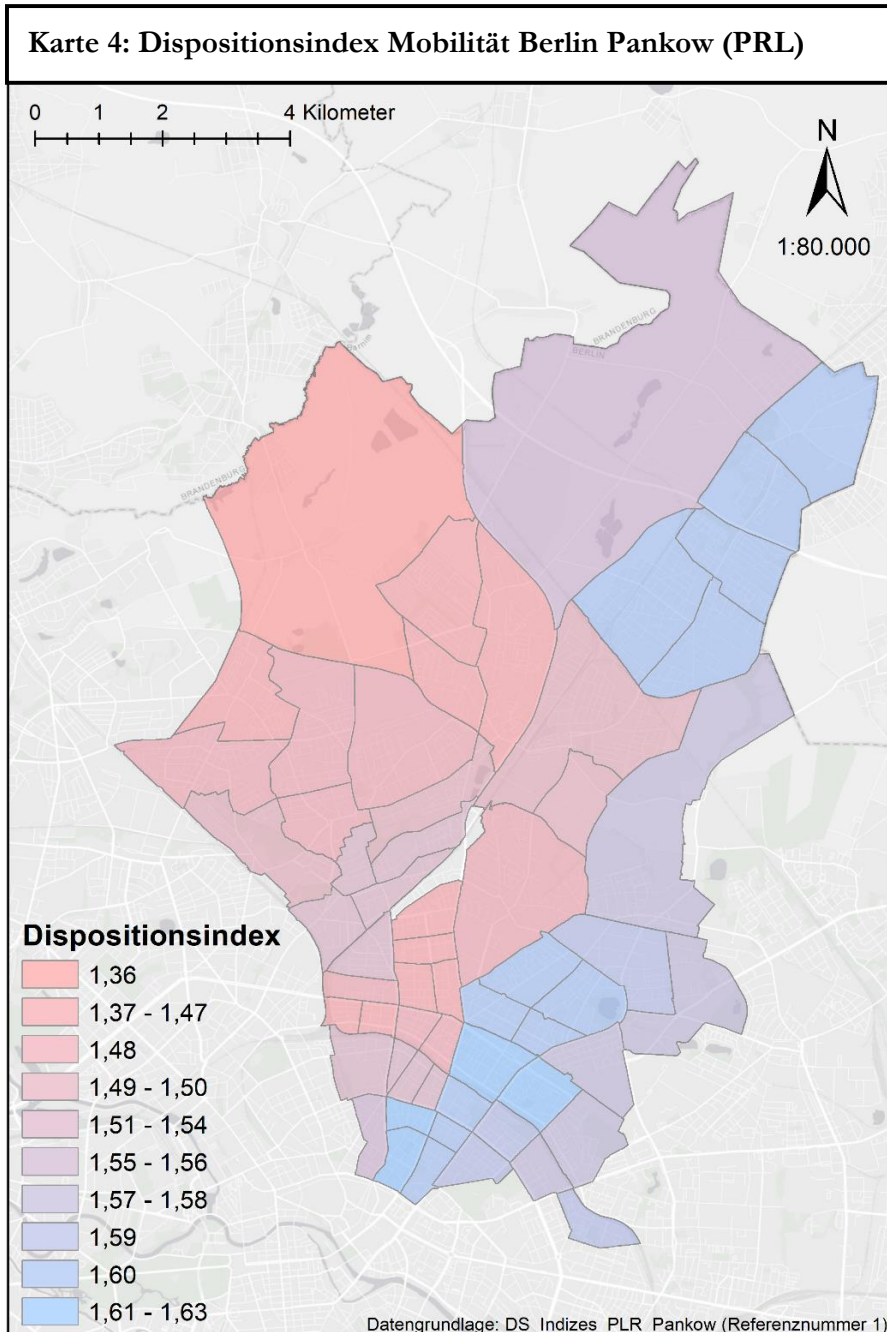 Karte 4: Dispositionsindex Mobilität Berlin Pankow (PRL)
0 1 2 4 Kilometer
N
1:80.000
BRANDENBURG
BERLIN
Barnim
BRANDENBURG
Dispositionsindex
1,36
1,37 - 1,47
1,48
1,49 - 1,50
1,51 - 1,54
1,55 - 1,56
1,57 - 1,58
1,59
1,60
1,61 - 1,63
Datengrundlage: DS_Indizes_PLR_Pankow (Referenznummer 1)